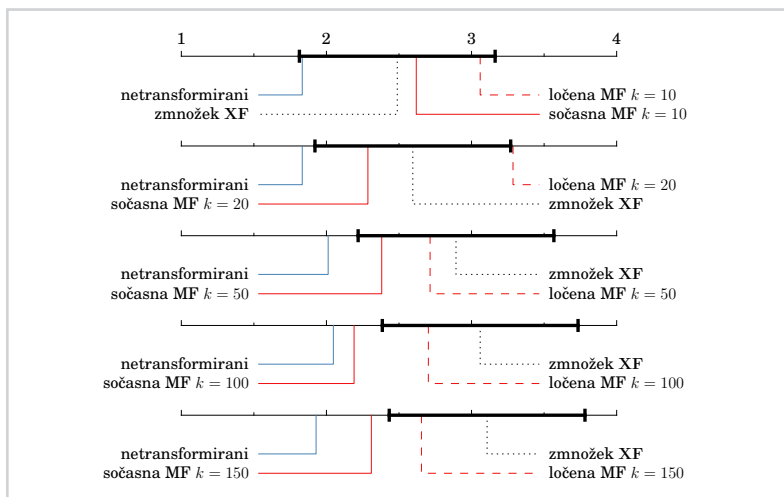 1 2 3 4
netransformirani ločena MF k = 10
zmnožek XF sočasna MF k = 10
netransformirani ločena MF k = 20
sočasna MF k = 20 zmnožek XF
netransformirani zmnožek XF
sočasna MF k = 50 ločena MF k = 50
netransformirani zmnožek XF
sočasna MF k = 100 ločena MF k = 100
netransformirani zmnožek XF
sočasna MF k = 150 ločena MF k = 150